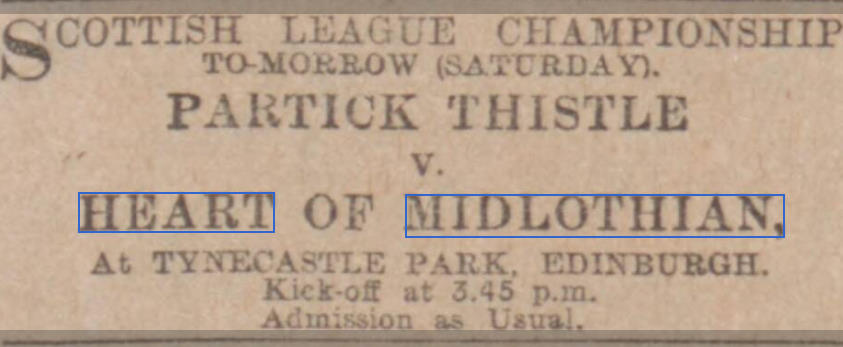 SCOTTISH LEAGUE CHAMPIONSHIP
TO-MORROW (SATURDAY).
PARTICK THISTLE
V.
HEART OF MIDLOTHIAN,
At TYNECASTLE PARK, EDINBURGH.
Kick-off at 3.45 p.m.
Admission as Usual.